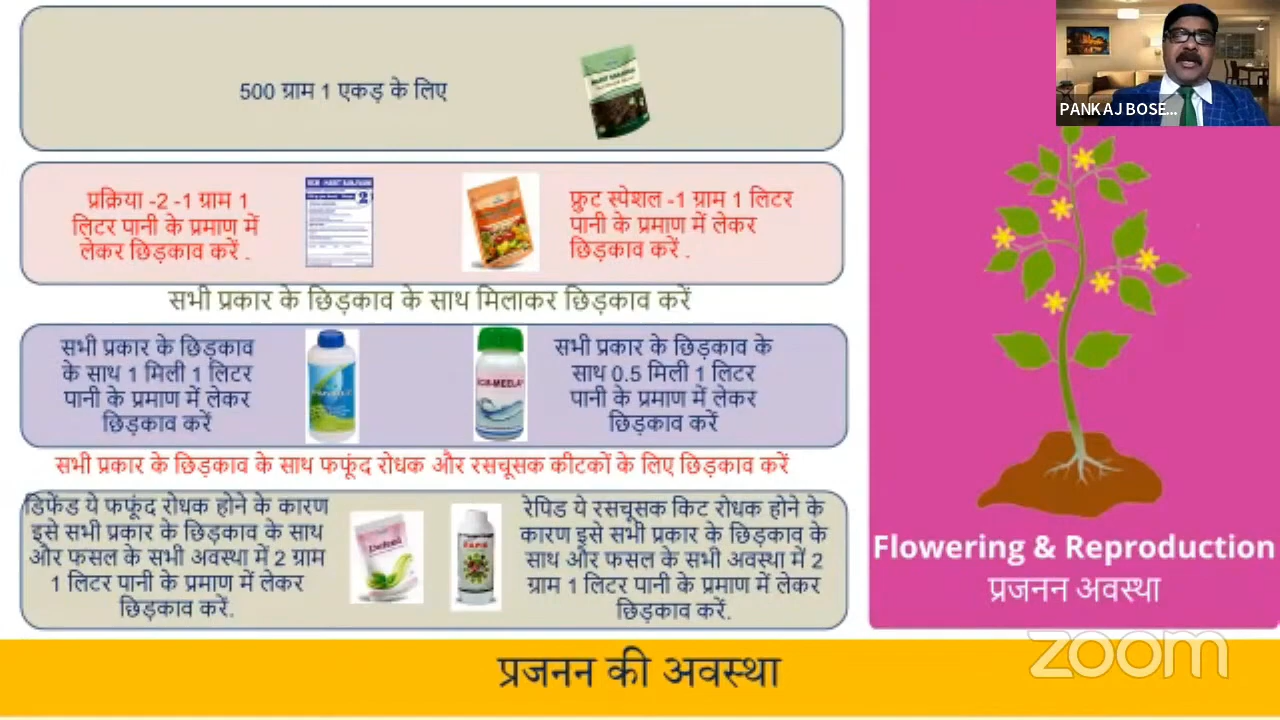 500 ग्राम 1 एकड़ के लिए
प्रक्रिया -2 -1 ग्राम 1
लिटर पानी के प्रमाण में
लेकर छिड़काव करें .
2
फ्रुट स्पेशल -1 ग्राम 1 लिटर
पानी के प्रमाण में लेकर
छिड़काव करें .
सभी प्रकार के छिड़काव के साथ मिलाकर छिड़काव करें
सभी प्रकार के छिड़काव
के साथ 1 मिली 1 लिटर
पानी के प्रमाण में लेकर
छिड़काव करें
सभी प्रकार के छिड़काव के
साथ 0.5 मिली 1 लिटर
पानी के प्रमाण में लेकर
छिड़काव करें
सभी प्रकार के छिड़काव के साथ फफूंद रोधक और रसचूसक कीटकों के लिए छिड़काव करें
डिफेंड ये फफूंद रोधक होने के कारण
इसे सभी प्रकार के छिड़काव के साथ
और फसल के सभी अवस्था में 2 ग्राम
1 लिटर पानी के प्रमाण में लेकर
छिड़काव करें.
रेपिड ये रसचूसक किट रोधक होने के
कारण इसे सभी प्रकार के छिड़काव के
साथ और फसल के सभी अवस्था में 2
ग्राम 1 लिटर पानी के प्रमाण में लेकर
छिड़काव करें.
PANKAJ BOSE...
Flowering & Reproduction
प्रजनन अवस्था
zoom
प्रजनन की अवस्था